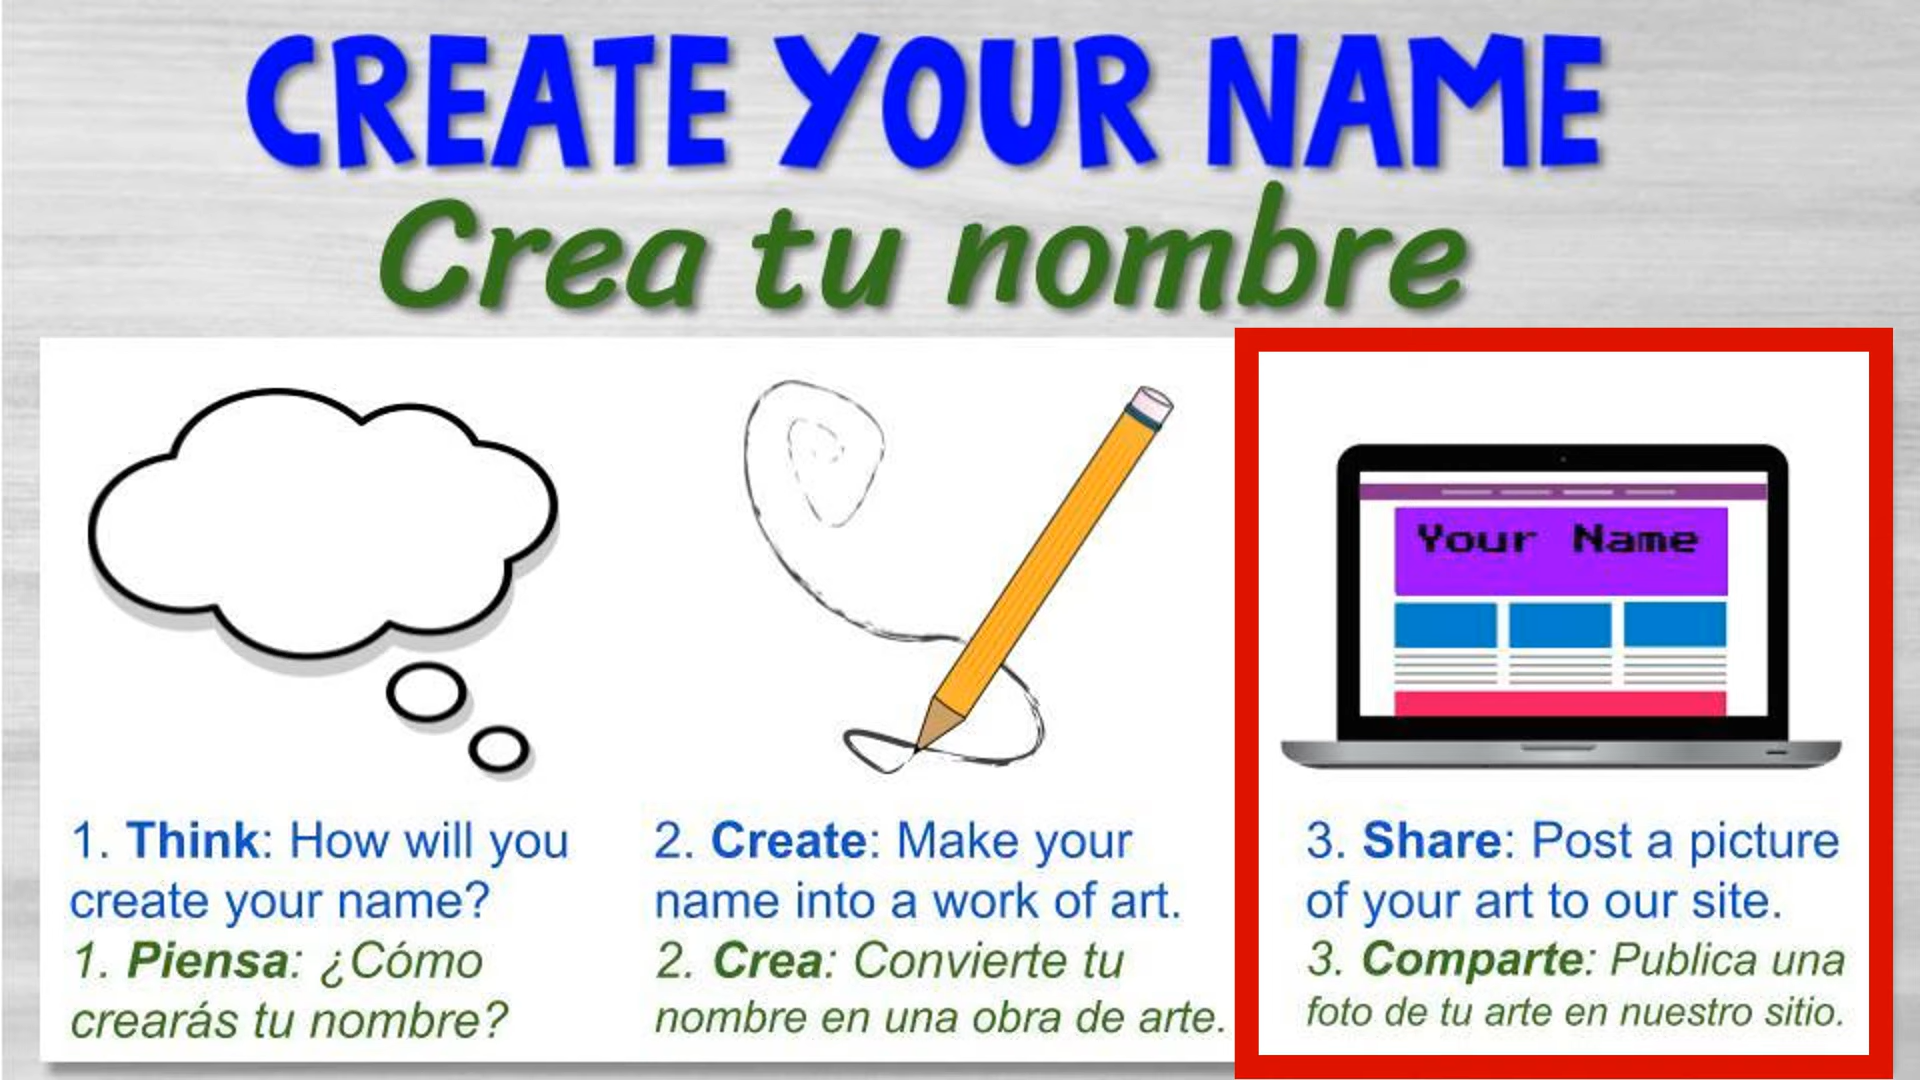 CREATE YOUR NAME
Crea tu nombre
Your Name
1. Think: How will you
create your name?
1. Piensa: ¿Cómo
crearás tu nombre?
2. Create: Make your
name into a work of art.
2. Crea: Convierte tu
nombre en una obra de arte.
3. Share: Post a picture
of your art to our site.
3. Comparte: Publica una
foto de tu arte en nuestro sitio.